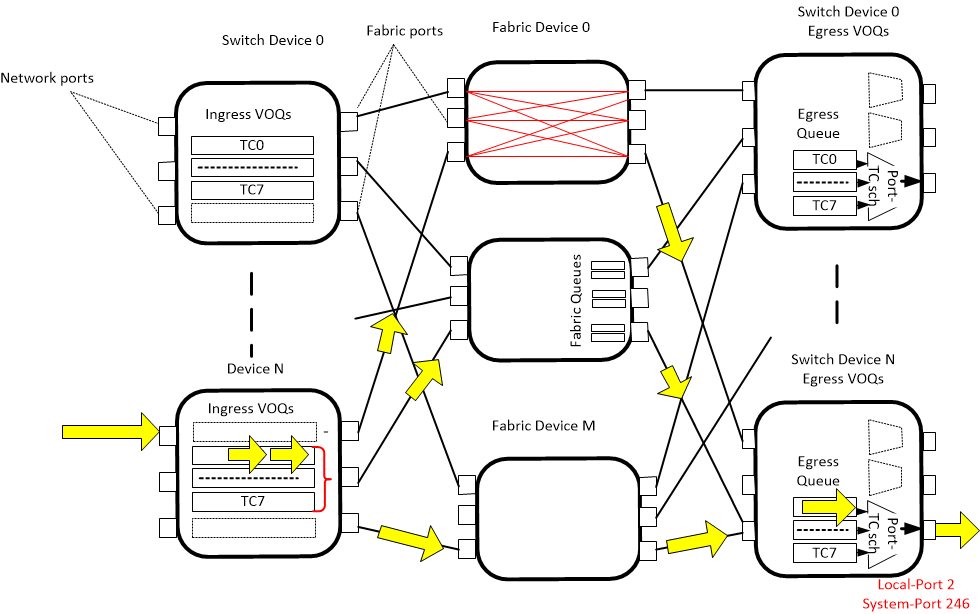 Switch Device 0
Fabric ports
Fabric Device 0
Switch Device 0
Egress VOQs
Network ports
Ingress VOQs
TC0
TC7
Egress
Queue
TC0
TC7
TC sch
Port-
Fabric Queues
Device N
Ingress VOQs
TC7
Fabric Device M
Switch Device N
Egress VOQs
Egress
Queue
TC7
TC sch
Port-
Local-Port 2
System-Port 246